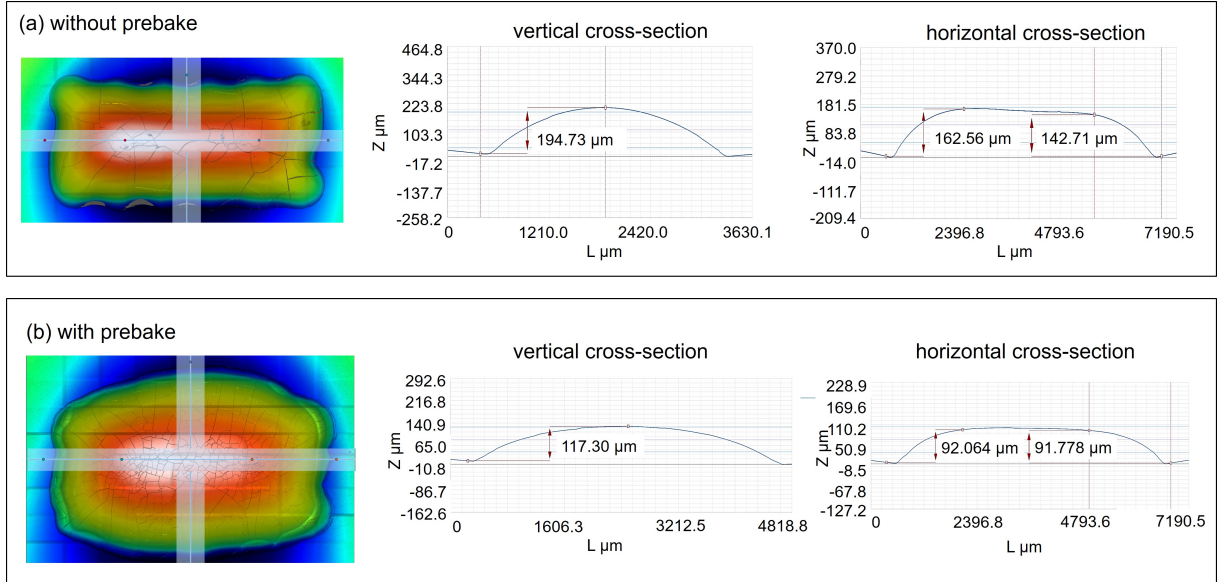 (a) without prebake
vertical cross-section
464.8
344.3
223.8
103.3
-17.2
-137.7
-258.2
Z µm
194.73 µm
0 1210.0 2420.0 3630.1
L µm
horizontal cross-section
370.0
279.2
181.5
83.8
-14.0
-111.7
-209.4
Z µm
162.56 µm 142.71 µm
0 2396.8 4793.6 7190.5
L µm
(b) with prebake
vertical cross-section
292.6
216.8
140.9
65.0
-10.8
-86.7
-162.6
Z µm
117.30 µm
0 1606.3 3212.5 4818.8
L µm
horizontal cross-section
228.9
169.6
110.2
50.9
-8.5
-67.8
-127.2
Z µm
92.064 µm 91.778 µm
0 2396.8 4793.6 7190.5
L µm